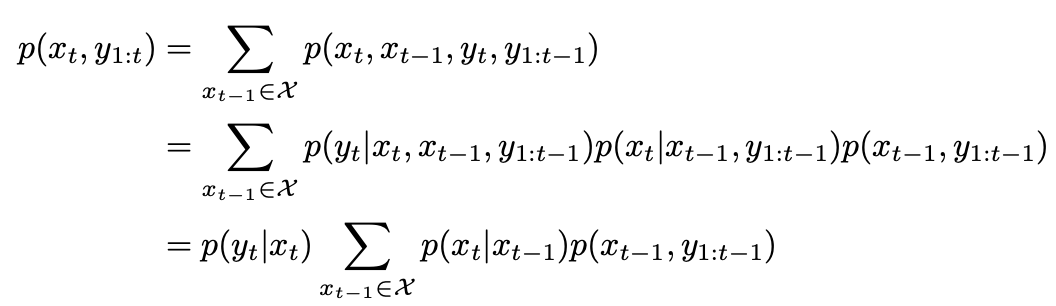 p(x_t, y_{1:t}) = \sum_{x_{t-1} \in \mathcal{X}} p(x_t, x_{t-1}, y_t, y_{1:t-1})
= \sum_{x_{t-1} \in \mathcal{X}} p(y_t|x_t, x_{t-1}, y_{1:t-1})p(x_t|x_{t-1}, y_{1:t-1})p(x_{t-1}, y_{1:t-1})
= p(y_t|x_t) \sum_{x_{t-1} \in \mathcal{X}} p(x_t|x_{t-1})p(x_{t-1}, y_{1:t-1})